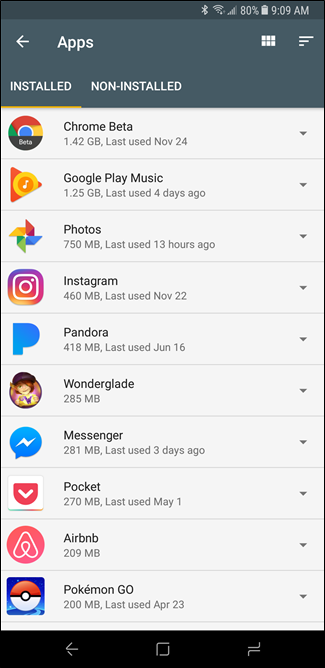 80% 9:09 AM
Apps
INSTALLED NON-INSTALLED
Chrome Beta
Beta
1.42 GB, Last used Nov 24
Google Play Music
1.25 GB, Last used 4 days ago
Photos
750 MB, Last used 13 hours ago
Instagram
460 MB, Last used Nov 22
Pandora
418 MB, Last used Jun 16
Wonderglade
285 MB
Messenger
281 MB, Last used 3 days ago
Pocket
270 MB, Last used May 1
Airbnb
209 MB
Pokémon GO
200 MB, Last used Apr 23